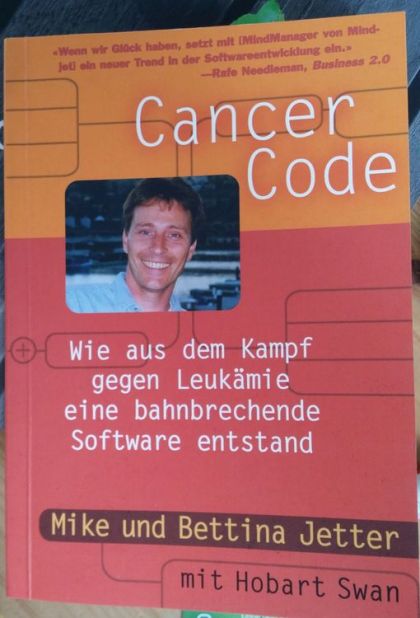 «Wenn wir Glück haben, setzt mit [MindManager von Mind-
jet] ein neuer Trend in der Softwareentwicklung ein.»
—Rafe Needleman, Business 2.0
Cancer
Code
Wie aus dem Kampf
gegen Leukämie
eine bahnbrechende
Software entstand
Mike und Bettina Jetter
mit Hobart Swan